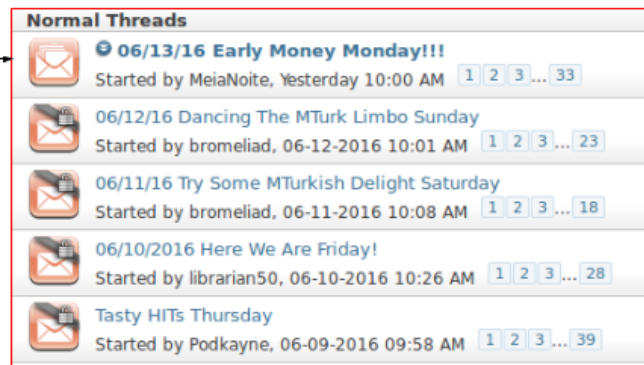 Normal Threads
06/13/16 Early Money Monday!!!
Started by MeiaNoite, Yesterday 10:00 AM 1 2 3 ... 33
06/12/16 Dancing The MTurk Limbo Sunday
Started by bromeliad, 06-12-2016 10:01 AM 1 2 3 ... 23
06/11/16 Try Some MTurkish Delight Saturday
Started by bromeliad, 06-11-2016 10:08 AM 1 2 3 ... 18
06/10/2016 Here We Are Friday!
Started by librarian50, 06-10-2016 10:26 AM 1 2 3 ... 28
Tasty HITs Thursday
Started by Podkayne, 06-09-2016 09:58 AM 1 2 3 ... 39